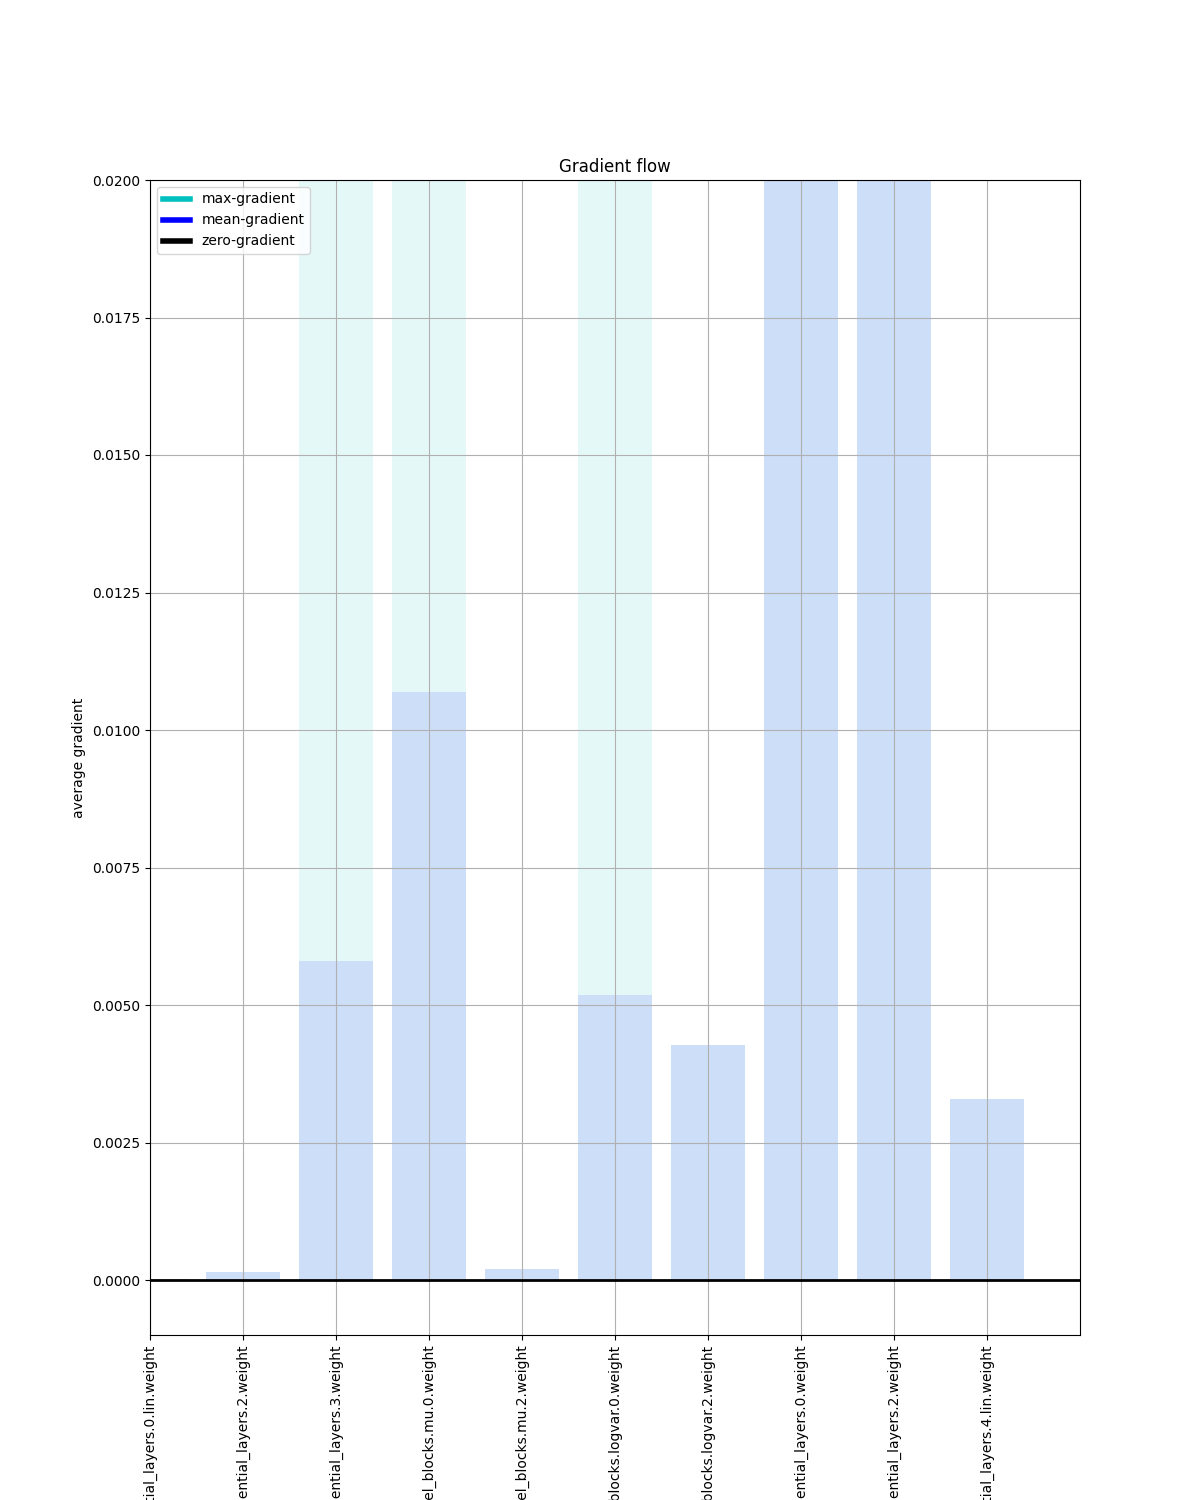 Gradient flow
max-gradient
mean-gradient
zero-gradient
0.0200
0.0175
0.0150
0.0125
0.0100
0.0075
0.0050
0.0025
0.0000
average gradient
tial_layers.0.lin.weight
ential_layers.2.weight
ential_layers.3.weight
el_blocks.mu.0.weight
el_blocks.mu.2.weight
blocks.logvar.0.weight
blocks.logvar.2.weight
ential_layers.0.weight
ential_layers.2.weight
tial_layers.4.lin.weight